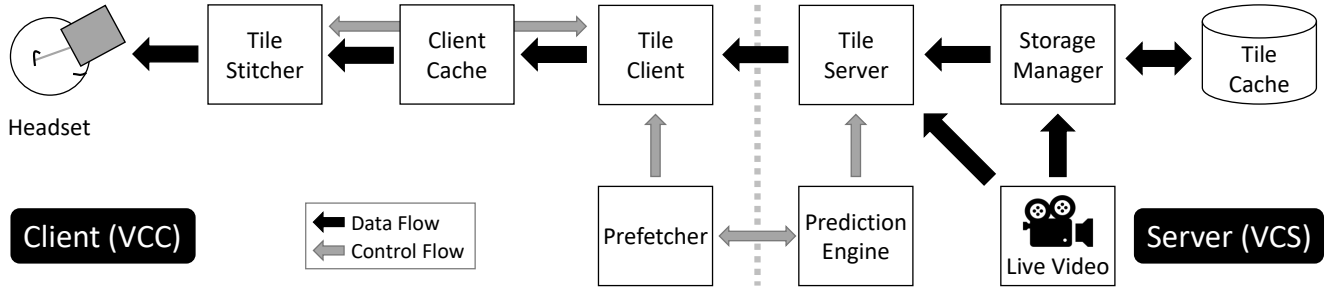 Tile
Stitcher
Client
Cache
Tile
Client
Tile
Server
Storage
Manager
Tile
Cache
Headset
Client (VCC)
Data Flow
Control Flow
Prefetcher
Prediction
Engine
Live Video
Server (VCS)